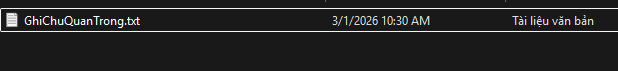 GhiChuQuanTrong.txt 3/1/2026 10:30 AM Tài liệu văn bản